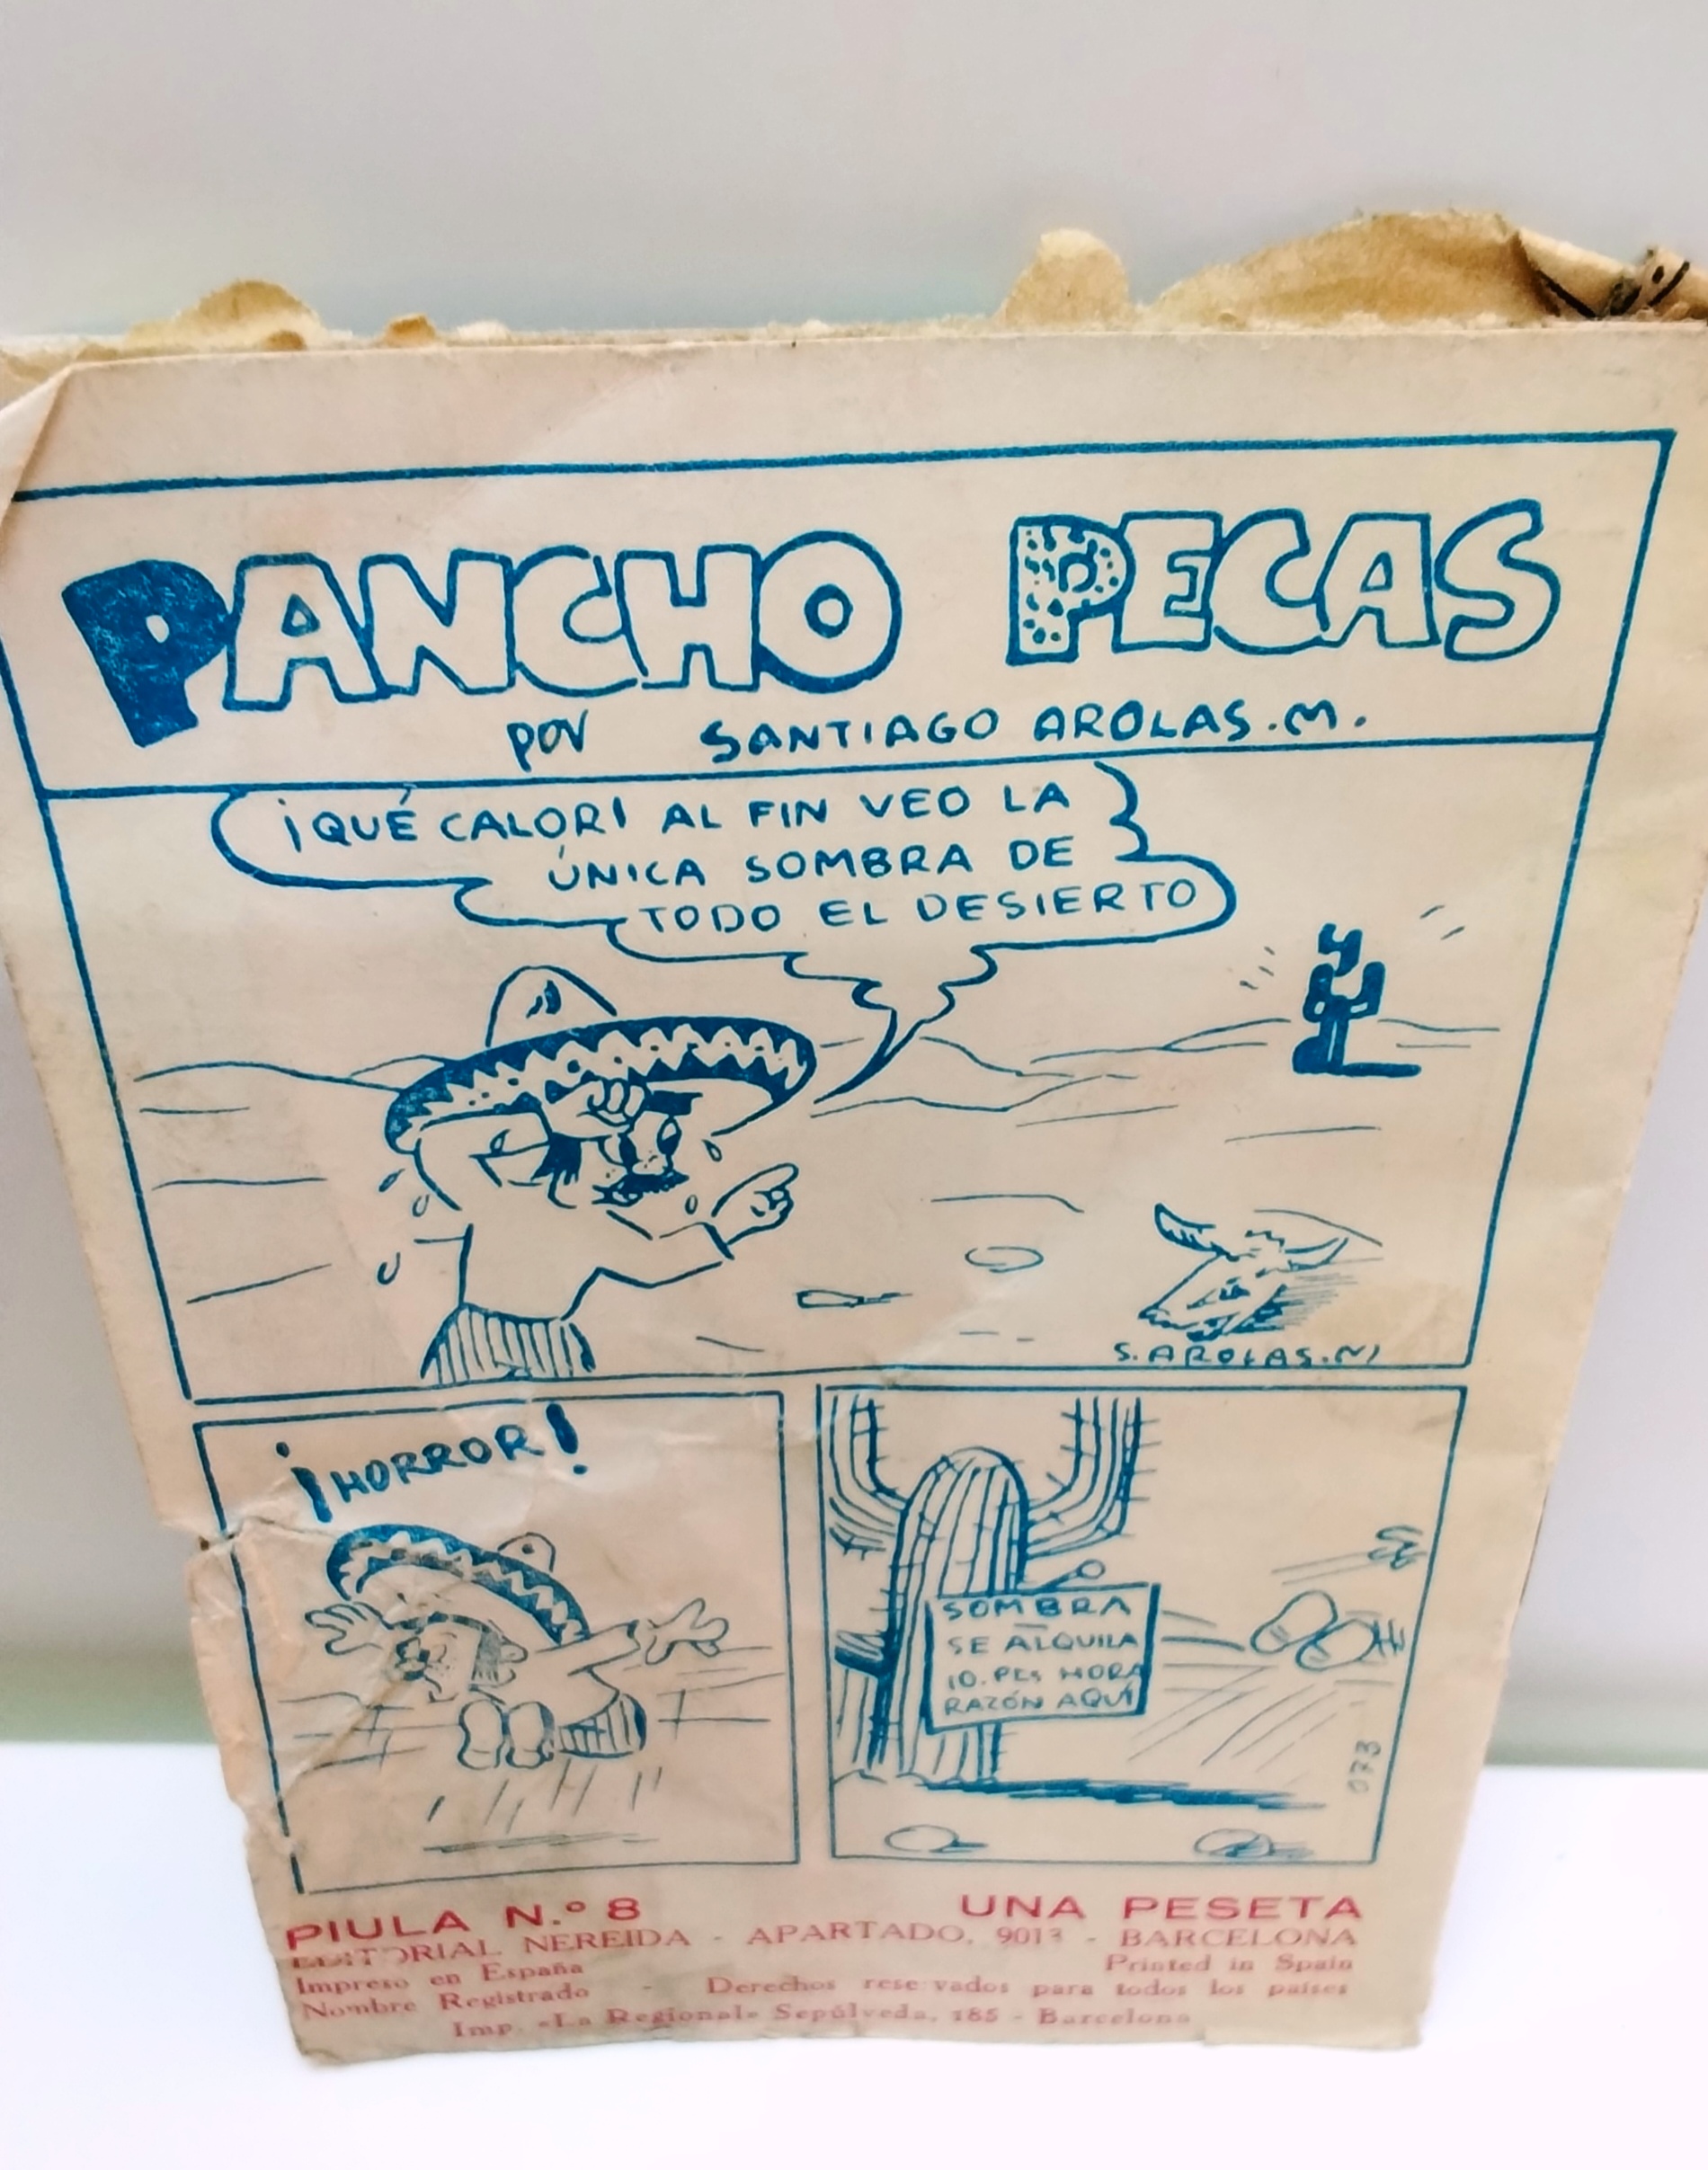 PANCHO PECAS
por SANTIAGO AROLAS.M.
¡QUÉ CALOR! AL FIN VEO LA
ÚNICA SOMBRA DE
TODO EL DESIERTO
S. AROLAS.M
¡HORROR!
SOMBRA
SE ALQUILA
10. PTS HORA
RAZÓN AQUÍ
073
PIULA N.º 8 UNA PESETA
EDITORIAL NEREIDA - APARTADO, 9013 - BARCELONA
Impreso en España Printed in Spain
Nombre Registrado - Derechos reservados para todos los países
Imp. «La Regional» Sepúlveda, 185 - Barcelona